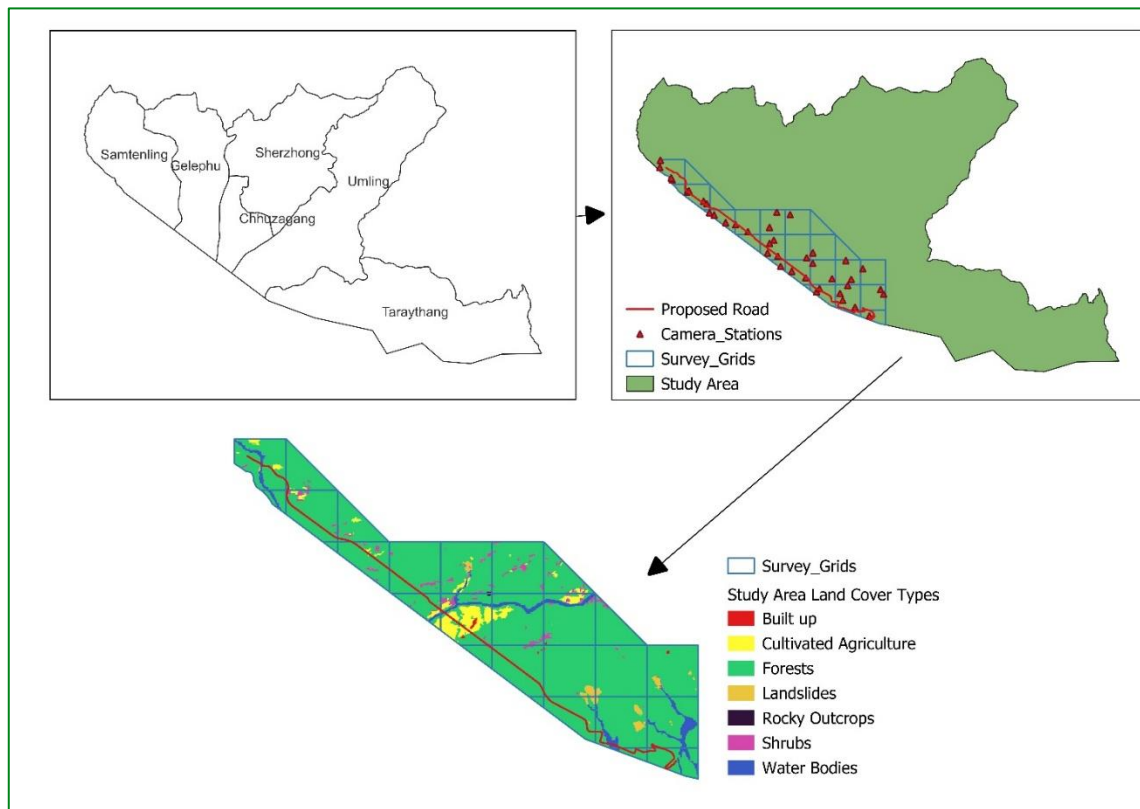 Samtenling
Gelephu
Sherzhong
Umling
Chhuzagang
Taraythang
Proposed Road
Camera_Stations
Survey_Grids
Study Area
Survey_Grids
Study Area Land Cover Types
Built up
Cultivated Agriculture
Forests
Landslides
Rocky Outcrops
Shrubs
Water Bodies